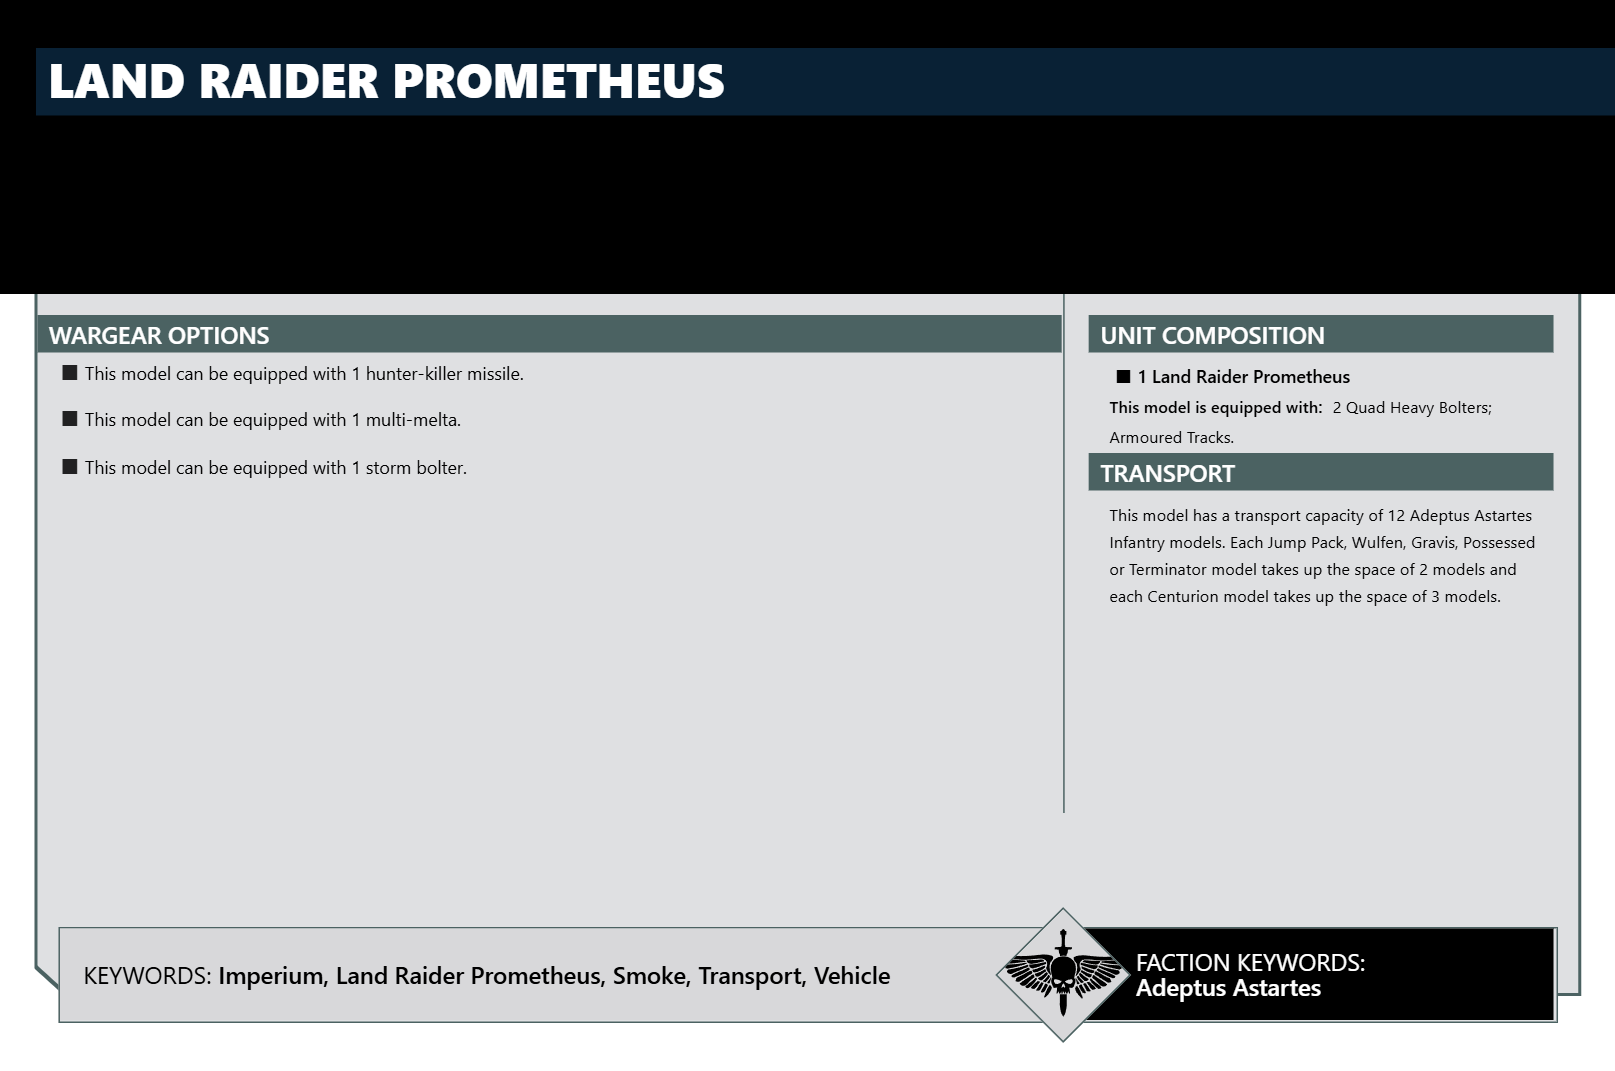 LAND RAIDER PROMETHEUS
WARGEAR OPTIONS
■ This model can be equipped with 1 hunter-killer missile.
■ This model can be equipped with 1 multi-melta.
■ This model can be equipped with 1 storm bolter.
UNIT COMPOSITION
■ 1 Land Raider Prometheus
This model is equipped with: 2 Quad Heavy Bolters;
Armoured Tracks.
TRANSPORT
This model has a transport capacity of 12 Adeptus Astartes
Infantry models. Each Jump Pack, Wulfen, Gravis, Possessed
or Terminator model takes up the space of 2 models and
each Centurion model takes up the space of 3 models.
KEYWORDS: Imperium, Land Raider Prometheus, Smoke, Transport, Vehicle
FACTION KEYWORDS:
Adeptus Astartes